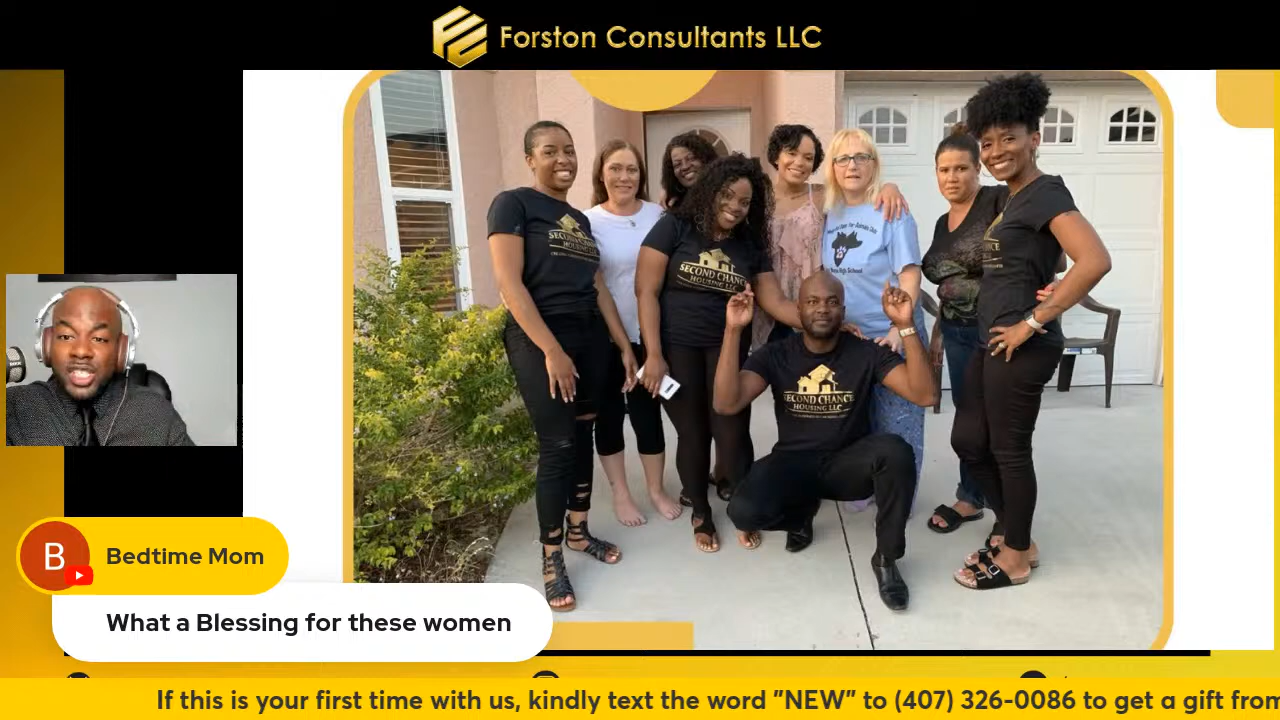 Forston Consultants LLC
SECOND CHANCE
HOUSING LLC
SECOND CHANCE
HOUSING LLC
High School
SECOND CHANCE
HOUSING LLC
B
Bedtime Mom
What a Blessing for these women
If this is your first time with us, kindly text the word "NEW" to (407) 326-0086 to get a gift from